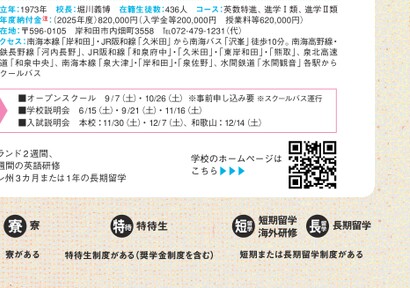 立年：1973年　校長：堀川義博　在籍生徒数：436人　コース：英数特進、進学Ⅰ類、進学Ⅱ類
年度納付金注：(2025年度)820,000円(入学金等200,000円　授業料等620,000円)
在地：〒596-0105　岸和田市内畑町3558　℡072-479-1231(代)
クセス：南海本線「岸和田」・JR阪和線「久米田」から南海バス「沢峯」徒歩10分。南海高野線・
鉄長野線「河内長野」、JR阪和線「和泉府中」・「久米田」・「東岸和田」・「熊取」、泉北高速
道「和泉中央」、南海本線「泉大津」・「岸和田」・「泉佐野」、水間鉄道「水間観音」各駅から
クールバス
■オープンスクール　9/7(土)・10/26(土)　※事前申し込み要　※スクールバス運行
■学校説明会　6/15(土)・9/21(土)・11/16(土)
■入試説明会　本校：11/30(土)・12/7(土)、和歌山：12/14(土)
ランド2週間、
週間の英語研修
ン州3カ月または1年の長期留学
学校のホームページは
こちら▶▶▶
寮　寮
寮がある
特待　特待生
特待生制度がある(奨学金制度を含む)
短留学　短期留学
海外研修
長留学　長期留学
短期または長期留学制度がある